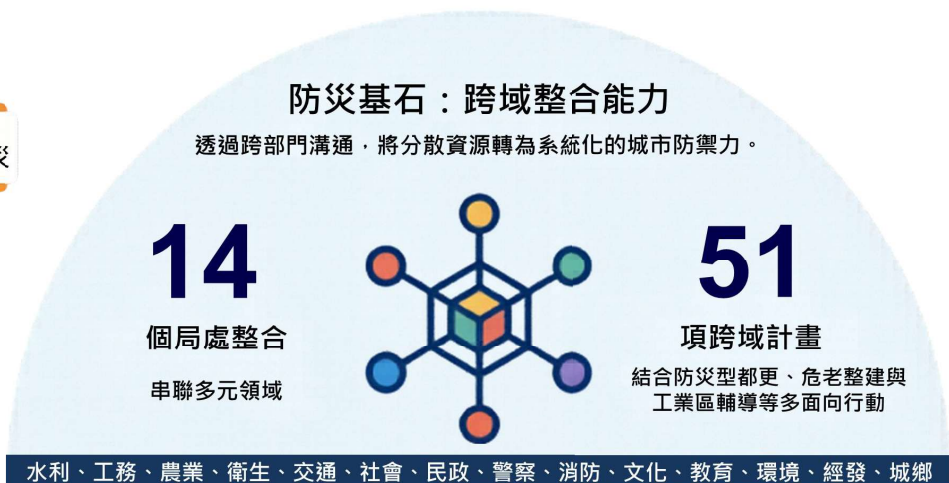 防災基石：跨域整合能力
透過跨部門溝通，將分散資源轉為系統化的城市防禦力。
災
14
個局處整合
串聯多元領域
51
項跨域計畫
結合防災型都更、危老整建與
工業區輔導等多面向行動
水利、工務、農業、衛生、交通、社會、民政、警察、消防、文化、教育、環境、經發、城鄉